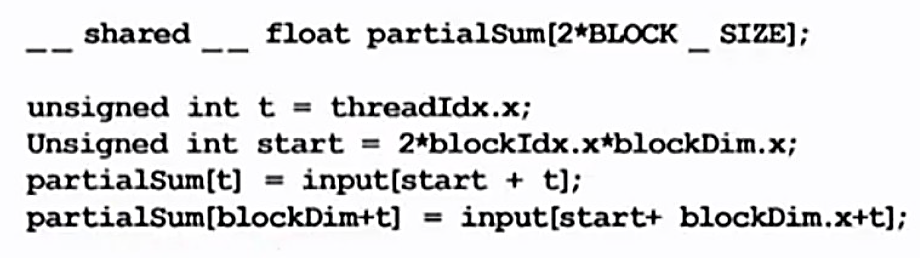 __ shared __ float partialSum[2*BLOCK _ SIZE];
unsigned int t = threadIdx.x;
Unsigned int start = 2*blockIdx.x*blockDim.x;
partialSum[t] = input[start + t];
partialSum[blockDim+t] = input[start+ blockDim.x+t];